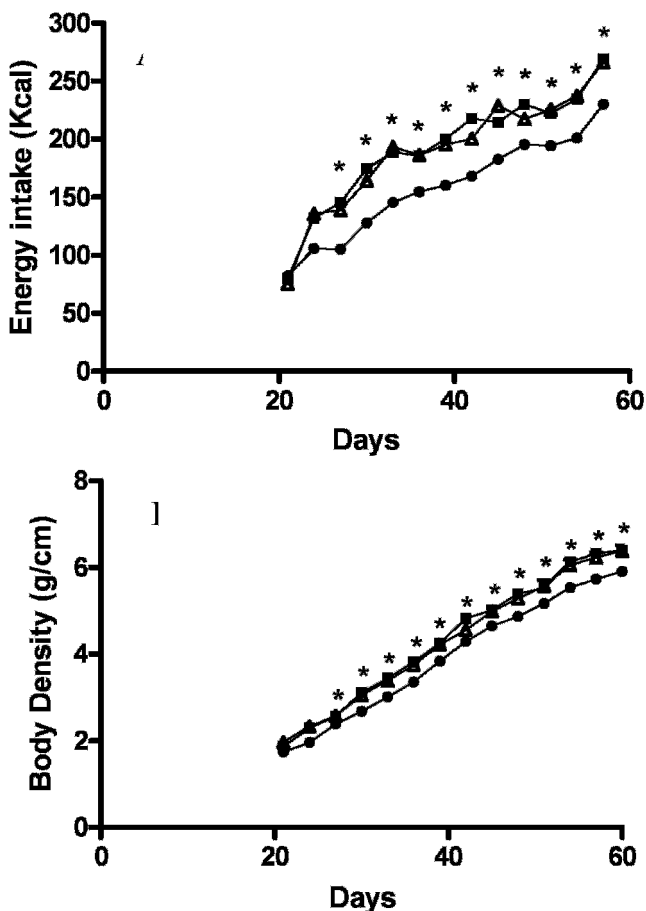 Energy intake (Kcal)
300
250
200
150
100
50
0
* * * * * * * * * * *
0 20 40 60
Days
Body Density (g/cm)
8
6
4
2
0
]
* * * * * * * * * * * *
0 20 40 60
Days